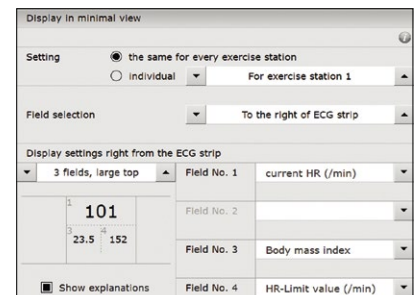 Display in minimal view
Setting the same for every exercise station
individual For exercise station 1
Field selection To the right of ECG strip
Display settings right from the ECG strip
3 fields, large top Field No. 1 current HR (/min)
1 101 Field No. 2
3 23.5 4 152 Field No. 3 Body mass index
Show explanations Field No. 4 HR-Limit value (/min)